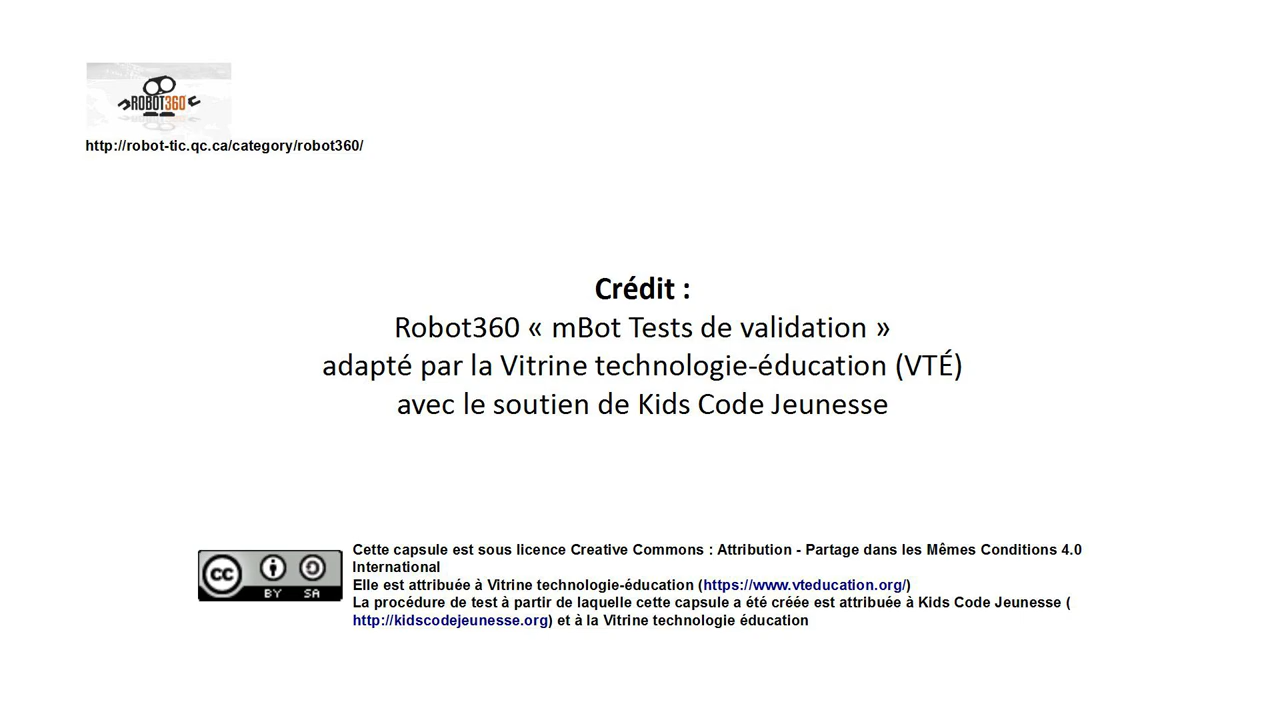 ROBOT360
http://robot-tic.qc.ca/category/robot360/
Crédit :
Robot360 « mBot Tests de validation »
adapté par la Vitrine technologie-éducation (VTÉ)
avec le soutien de Kids Code Jeunesse
cc BY SA
Cette capsule est sous licence Creative Commons : Attribution - Partage dans les Mêmes Conditions 4.0
International
Elle est attribuée à Vitrine technologie-éducation (https://www.vteducation.org/)
La procédure de test à partir de laquelle cette capsule a été créée est attribuée à Kids Code Jeunesse (
http://kidscodejeunesse.org) et à la Vitrine technologie éducation